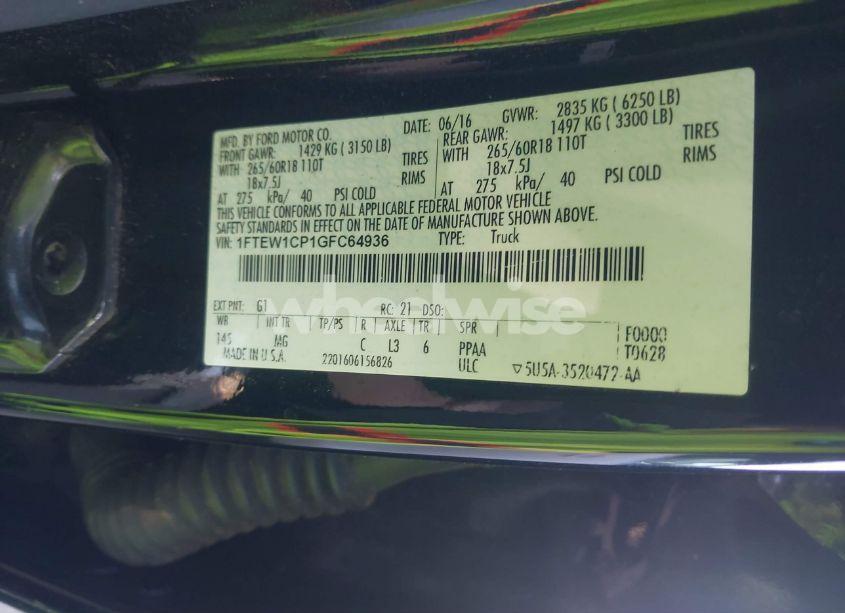 MFD. BY FORD MOTOR CO.
DATE: 06/16 GVWR: 2835 KG ( 6250 LB)
FRONT GAWR: 1429 KG ( 3150 LB) REAR GAWR: 1497 KG ( 3300 LB)
WITH 265/60R18 110T TIRES WITH 265/60R18 110T TIRES
18x7.5J RIMS 18x7.5J RIMS
AT 275 kPa/ 40 PSI COLD AT 275 kPa/ 40 PSI COLD
THIS VEHICLE CONFORMS TO ALL APPLICABLE FEDERAL MOTOR VEHICLE
SAFETY STANDARDS IN EFFECT ON THE DATE OF MANUFACTURE SHOWN ABOVE.
VIN: 1FTEW1CP1GFC64936 TYPE: Truck
wheelwise
EXT PNT: G1 RC: 21 DSO:
WB INT TR TP/PS R AXLE TR SPR F0000
145 MG C L3 6 PPAA T0628
MADE IN U.S.A. 2201606156826 ULC ▽5U5A-3520472-AA